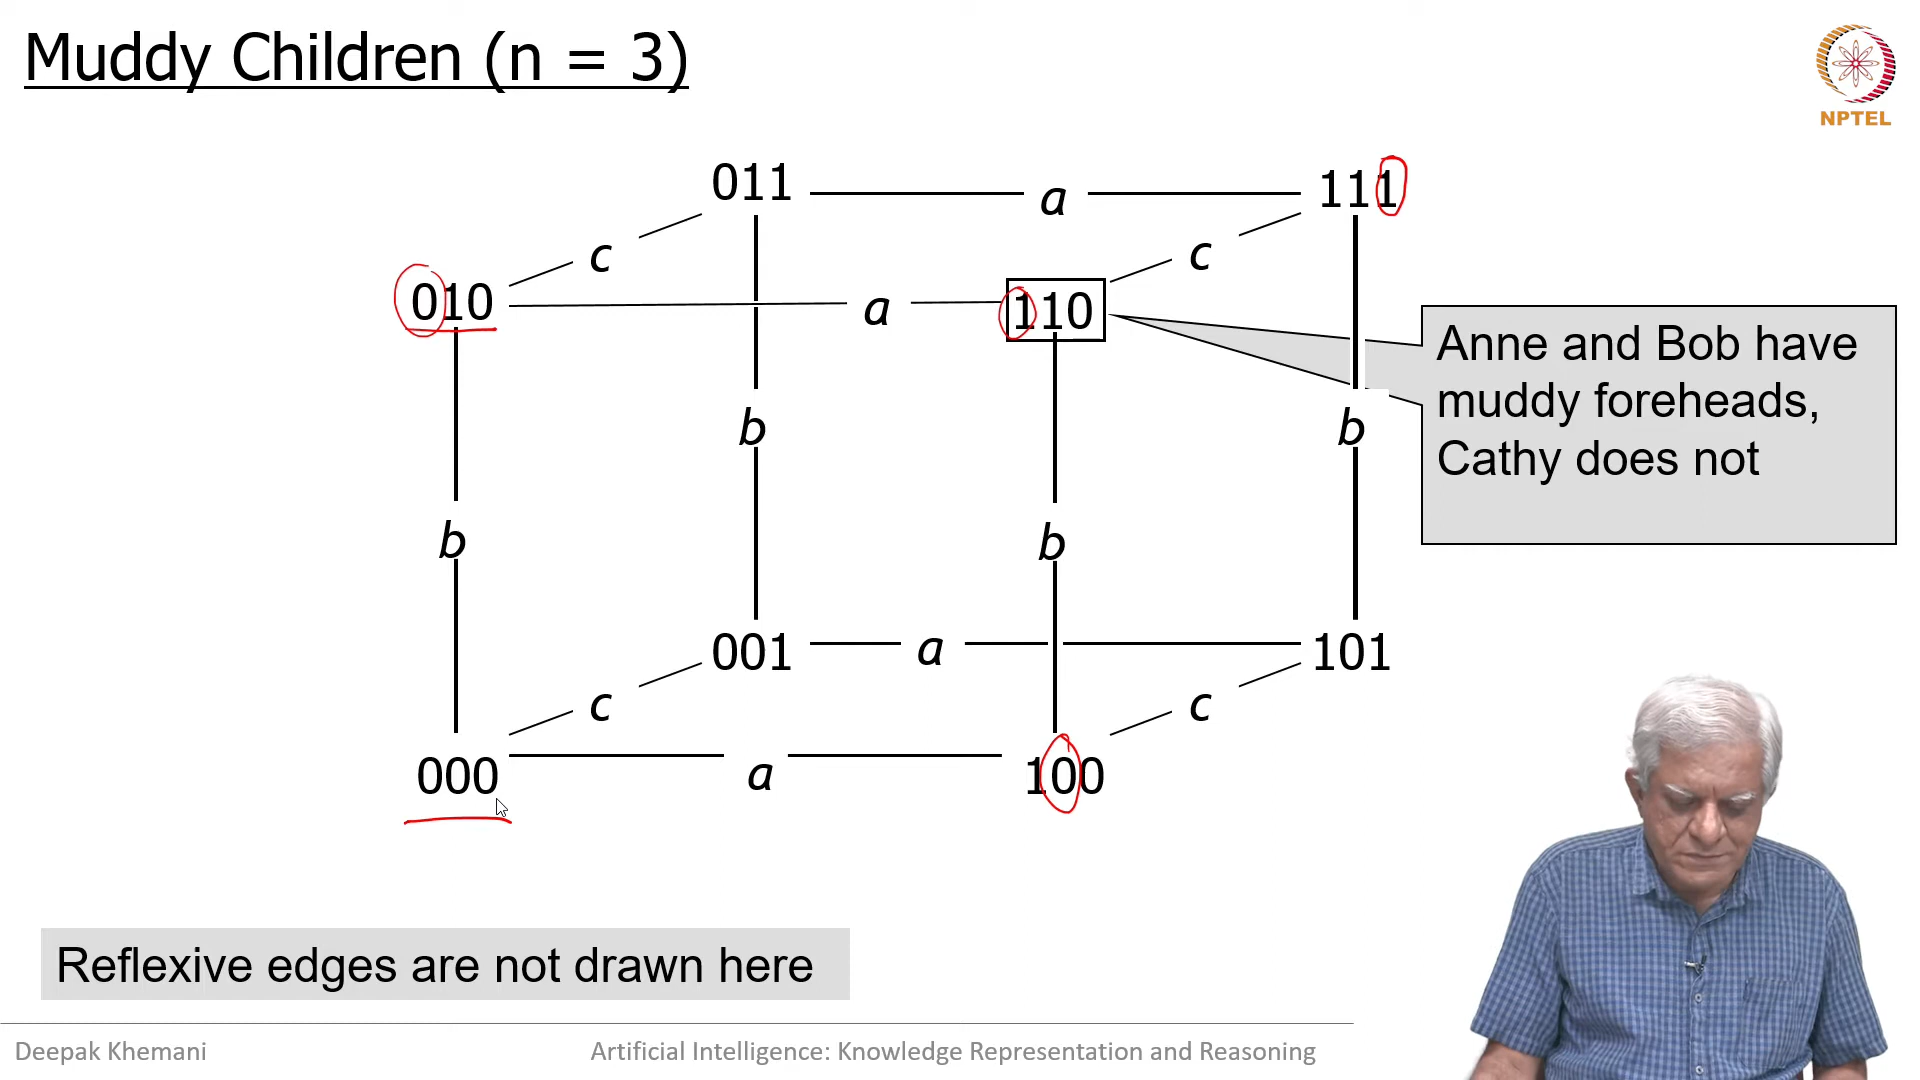 Muddy Children (n = 3)
NPTEL
011 a 111
c c
010 a 110
Anne and Bob have
muddy foreheads,
Cathy does not
b b
b b
001 a 101
c c
000 a 100
Reflexive edges are not drawn here
Deepak Khemani Artificial Intelligence: Knowledge Representation and Reasoning